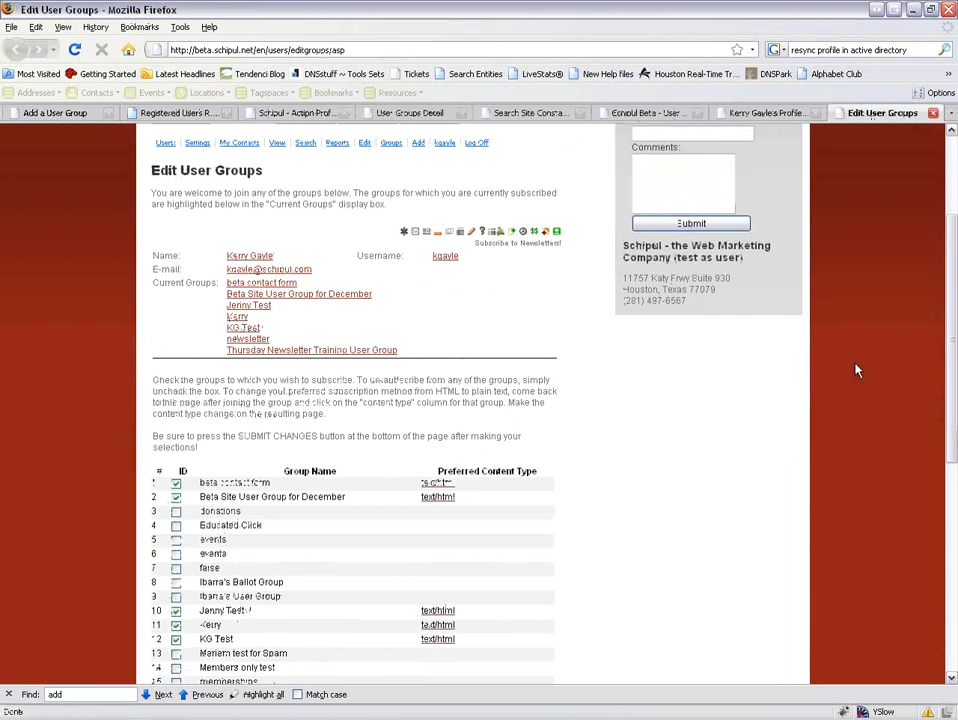 Edit User Groups - Mozilla Firefox
File Edit View History Bookmarks Tools Help
http://beta.schipul.net/en/users/editgroups.asp resync profile in active directory
Most Visited Getting Started Latest Headlines Tendenci Blog DNSstuff ~ Tools Sets Tickets Search Entities LiveStats® New Help files Houston Real-Time Tr... DNSPark Alphabet Club »
Addresses Contacts Events Locations Tagspaces Bookmarks Resources Options
Add a User Group Registered User's R... Schipul - Action Prof... User Groups Detail Search Site Consta... Beta - User ... Kerry Gayle's Profile... Edit User Groups
Users: Settings My Contacts View Search Reports Edit Groups Add kgayle Log Off
Comments:
Edit User Groups
You are welcome to join any of the groups below. The groups for which you are currently subscribed
are highlighted below in the "Current Groups" display box.
Submit
Subscribe to Newsletters!
Schipul - the Web Marketing
Company (test as user)
11757 Katy Frwy Suite 930
Houston, Texas 77079
(281) 497-6567
Name: Kerry Gayle Username: kgayle
E-mail: kgayle@schipul.com
Current Groups: beta contact form
Beta Site User Group for December
Jenny Test
Kerry
KG Test
newsletter
Thursday Newsletter Training User Group
Check the groups to which you wish to subscribe. To unsubscribe from any of the groups, simply
uncheck the box. To change your preferred subscription method from HTML to plain text, come back
to this page after joining the group and click on the "content type" column for that group. Make the
content type change on the resulting page.
Be sure to press the SUBMIT CHANGES button at the bottom of the page after making your
selections!
# ID Group Name Preferred Content Type
1 beta contact form text/html
2 Beta Site User Group for December text/html
3 donations
4 Educated Click
5 events
6 events
7 false
8 Ibarra's Ballot Group
9 Ibarra's User Group
10 Jenny Test text/html
11 Kerry text/html
12 KG Test text/html
13 Mariem test for Spam
14 Members only test
15 memberships
Find: add Next Previous Highlight all Match case
Done YSlow